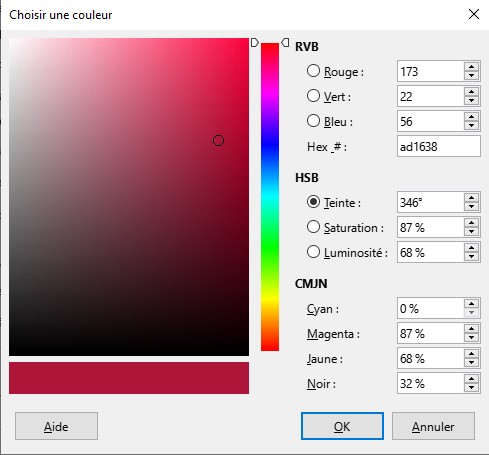 Choisir une couleur
RVB
Rouge : 173
Vert : 22
Bleu : 56
Hex_#: ad1638
HSB
Teinte : 346°
Saturation : 87 %
Luminosité : 68 %
CMJN
Cyan : 0 %
Magenta : 87 %
Jaune : 68 %
Noir : 32 %
Aide OK Annuler